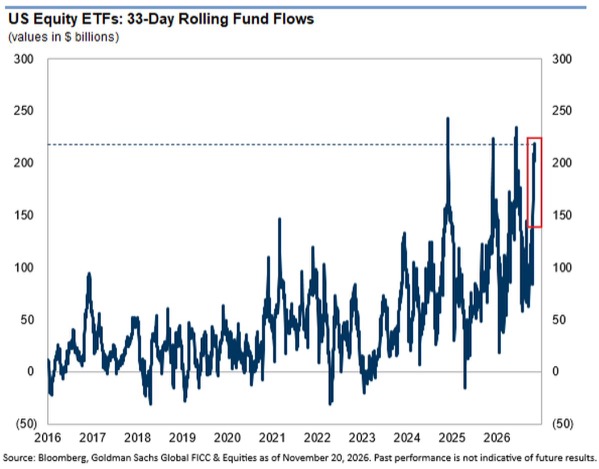 US Equity ETFs: 33-Day Rolling Fund Flows
(values in $ billions)
300 300
250 250
200 200
150 150
100 100
50 50
0 0
(50) (50)
2016 2017 2018 2019 2020 2021 2022 2023 2024 2025 2026
Source: Bloomberg, Goldman Sachs Global FICC & Equities as of November 20, 2026. Past performance is not indicative of future results.